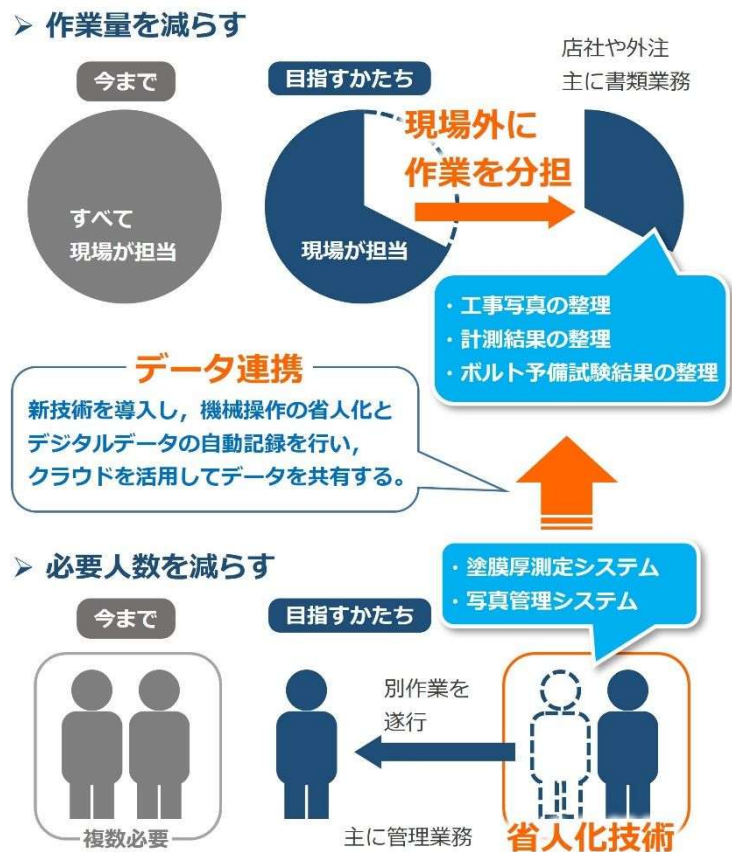 ➢ 作業量を減らす
今まで
目指すかたち
店社や外注
主に書類業務
すべて
現場が担当
現場が担当
現場外に
作業を分担
・工事写真の整理
・計測結果の整理
・ボルト予備試験結果の整理
データ連携
新技術を導入し，機械操作の省人化と
デジタルデータの自動記録を行い，
クラウドを活用してデータを共有する。
➢ 必要人数を減らす
今まで
目指すかたち
・塗膜厚測定システム
・写真管理システム
別作業を
遂行
複数必要
主に管理業務
省人化技術